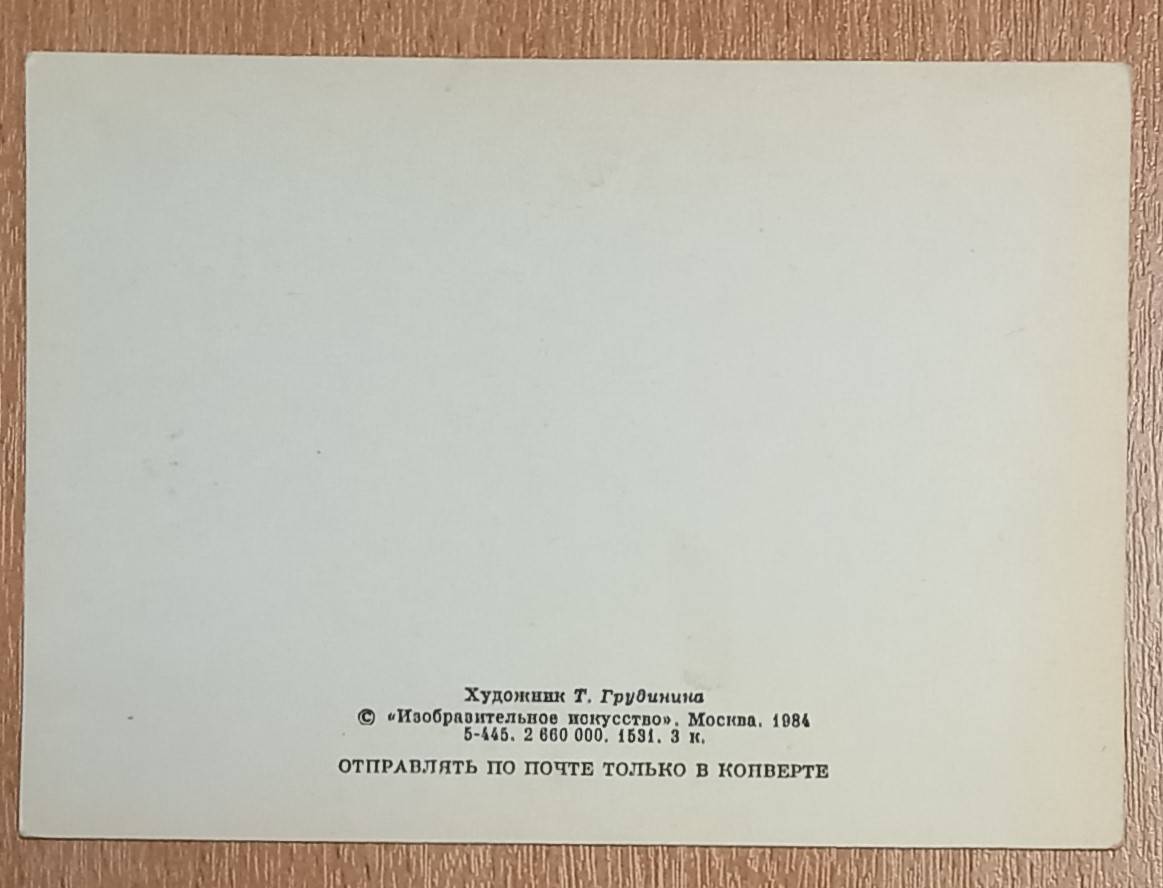 Художник Т. Грудинина
© «Изобразительное искусство». Москва. 1984
5-445. 2 660 000. 1531. 3 к.
ОТПРАВЛЯТЬ ПО ПОЧТЕ ТОЛЬКО В КОНВЕРТЕ